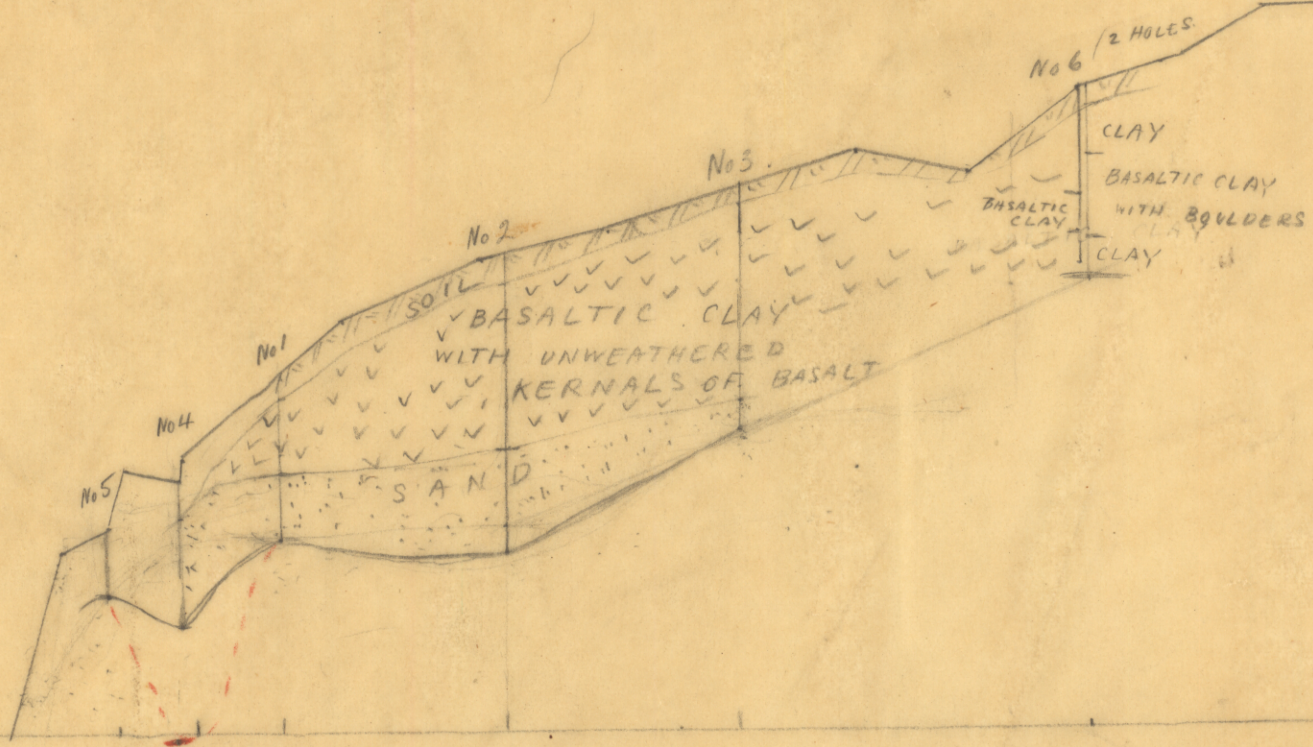 No 6 (2 HOLES.
CLAY
No 3.
BASALTIC CLAY
WITH BOULDERS
BASALTIC
CLAY
No 2
CLAY
SOIL
BASALTIC CLAY
WITH UNWEATHERED
KERNALS OF BASALT
No 1
No 4
SAND
No 5